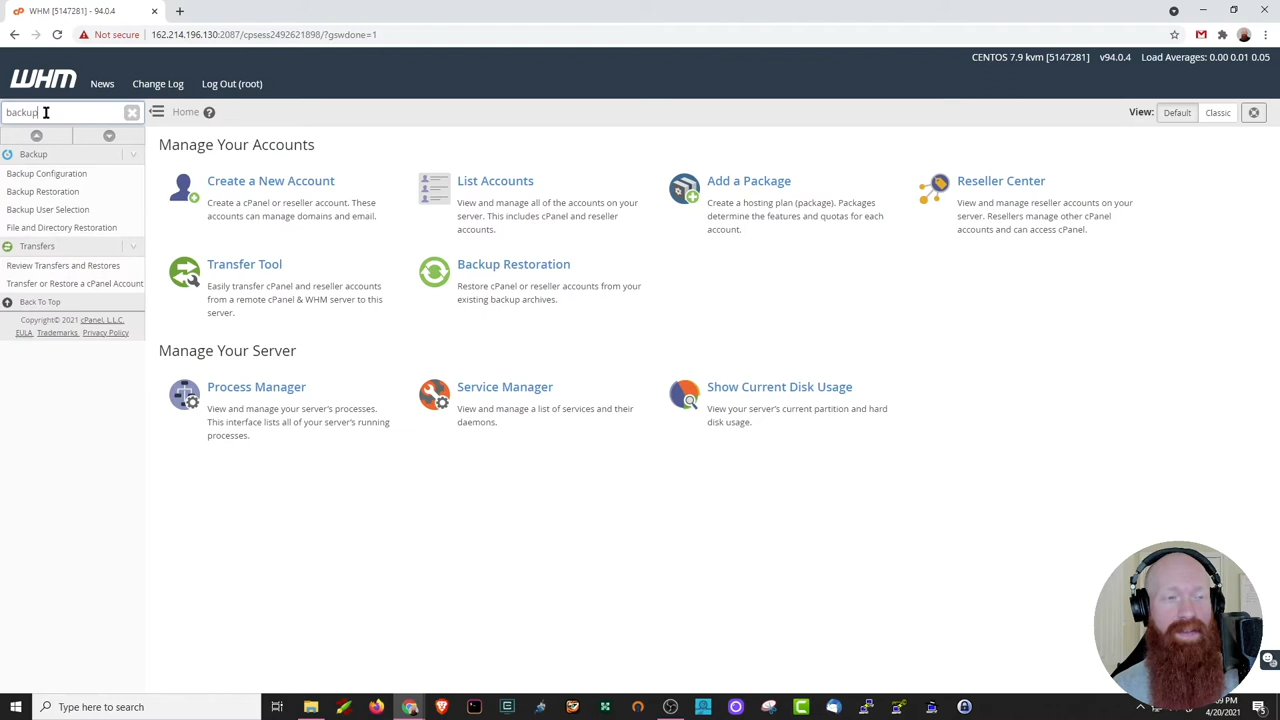 WHM [5147281] - 94.0.4
Not secure
162.214.196.130:2087/cpsess2492621898/?gswdone=1
CENTOS 7.9 kvm [5147281] v94.0.4 Load Averages: 0.00 0.01 0.05
WHM News Change Log Log Out (root)
backup
Home
View: Default Classic
Backup
Backup Configuration
Backup Restoration
Backup User Selection
File and Directory Restoration
Transfers
Review Transfers and Restores
Transfer or Restore a cPanel Account
Back To Top
Copyright© 2021 cPanel, L.L.C.
EULA Trademarks Privacy Policy
Manage Your Accounts
Create a New Account
Create a cPanel or reseller account. These
accounts can manage domains and email.
List Accounts
View and manage all of the accounts on your
server. This includes cPanel and reseller
accounts.
Add a Package
Create a hosting plan (package). Packages
determine the features and quotas for each
account.
Reseller Center
View and manage reseller accounts on your
server. Resellers manage other cPanel
accounts and can access cPanel.
Transfer Tool
Easily transfer cPanel and reseller accounts
from a remote cPanel & WHM server to this
server.
Backup Restoration
Restore cPanel or reseller accounts from your
existing backup archives.
Manage Your Server
Process Manager
View and manage your server's processes.
This interface lists all of your server's running
processes.
Service Manager
View and manage a list of services and their
daemons.
Show Current Disk Usage
View your server's current partition and hard
disk usage.
Type here to search
4/20/2021